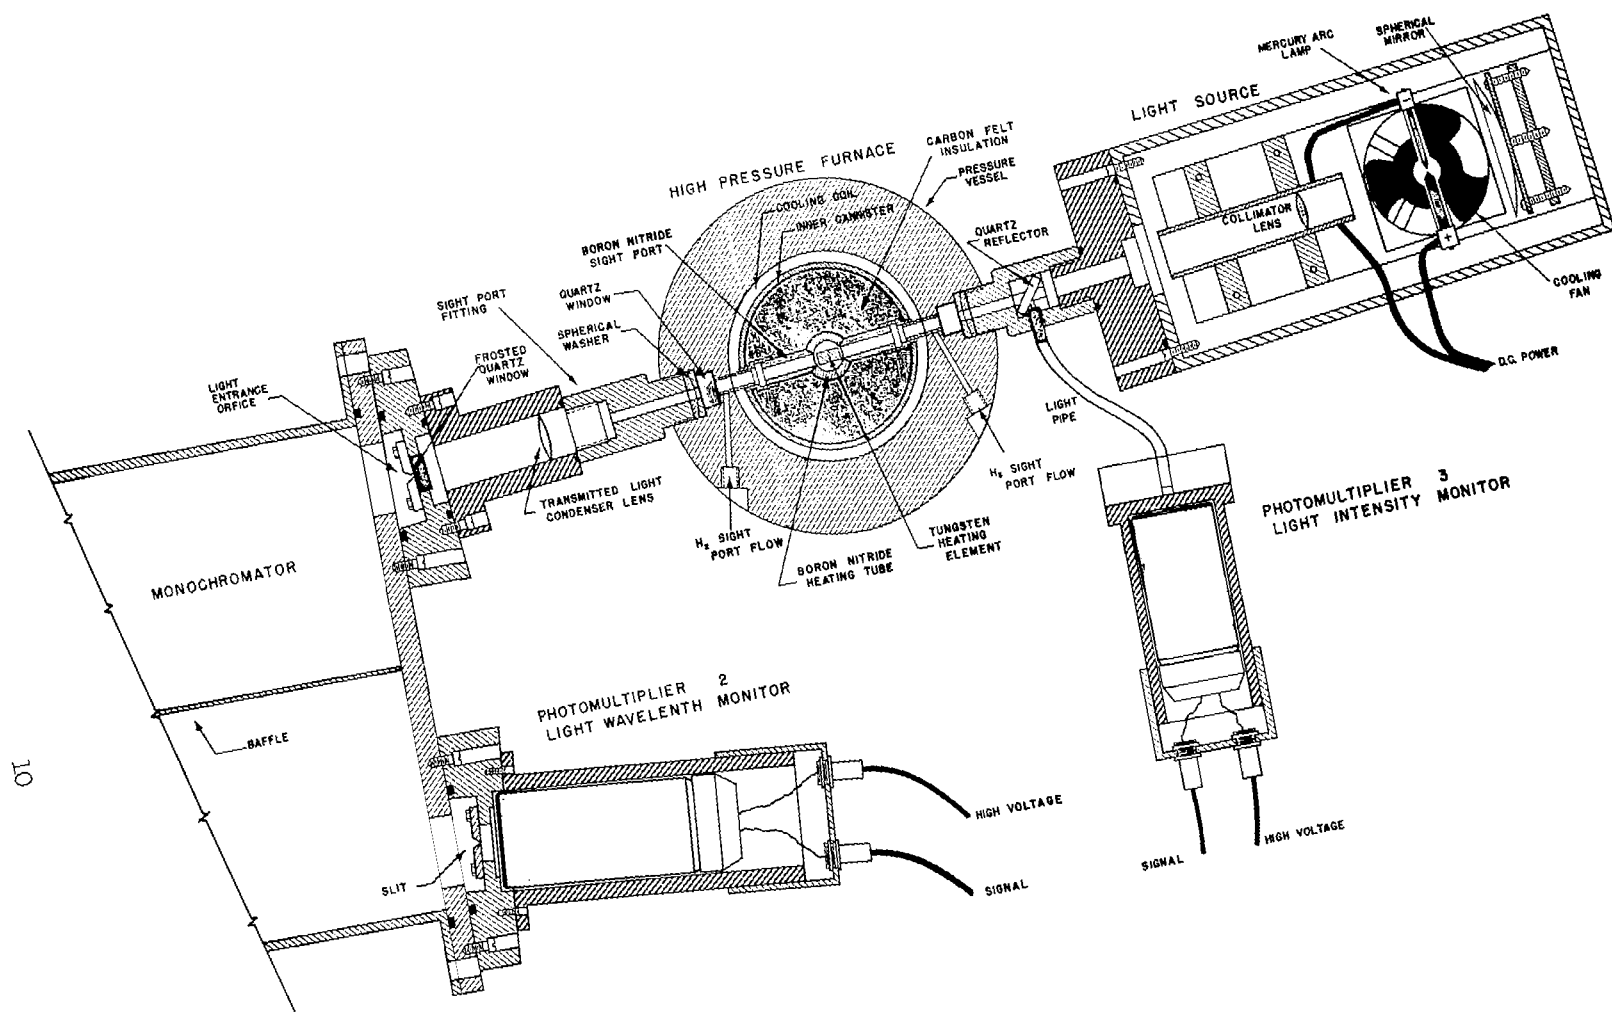 MERCURY ARC
LAMP
SPHERICAL
MIRROR
LIGHT SOURCE
CARBON FELT
INSULATION
HIGH PRESSURE FURNACE
PRESSURE
VESSEL
COOLING COIL
INNER CANNISTER
COLLIMATOR
LENS
QUARTZ
REFLECTOR
BORON NITRIDE
SIGHT PORT
COOLING
FAN
QUARTZ
WINDOW
SIGHT PORT
FITTING
SPHERICAL
WASHER
D.C. POWER
FROSTED
QUARTZ
WINDOW
LIGHT
ENTRANCE
ORFICE
LIGHT
PIPE
H₂ SIGHT
PORT FLOW
TRANSMITTED LIGHT
CONDENSER LENS
PHOTOMULTIPLIER 3
LIGHT INTENSITY MONITOR
H₂ SIGHT
PORT FLOW
TUNGSTEN
HEATING
ELEMENT
BORON NITRIDE
HEATING TUBE
MONOCHROMATOR
PHOTOMULTIPLIER 2
LIGHT WAVELENTH MONITOR
BAFFLE
10
HIGH VOLTAGE
HIGH VOLTAGE
SIGNAL
SLIT
SIGNAL
- 
+